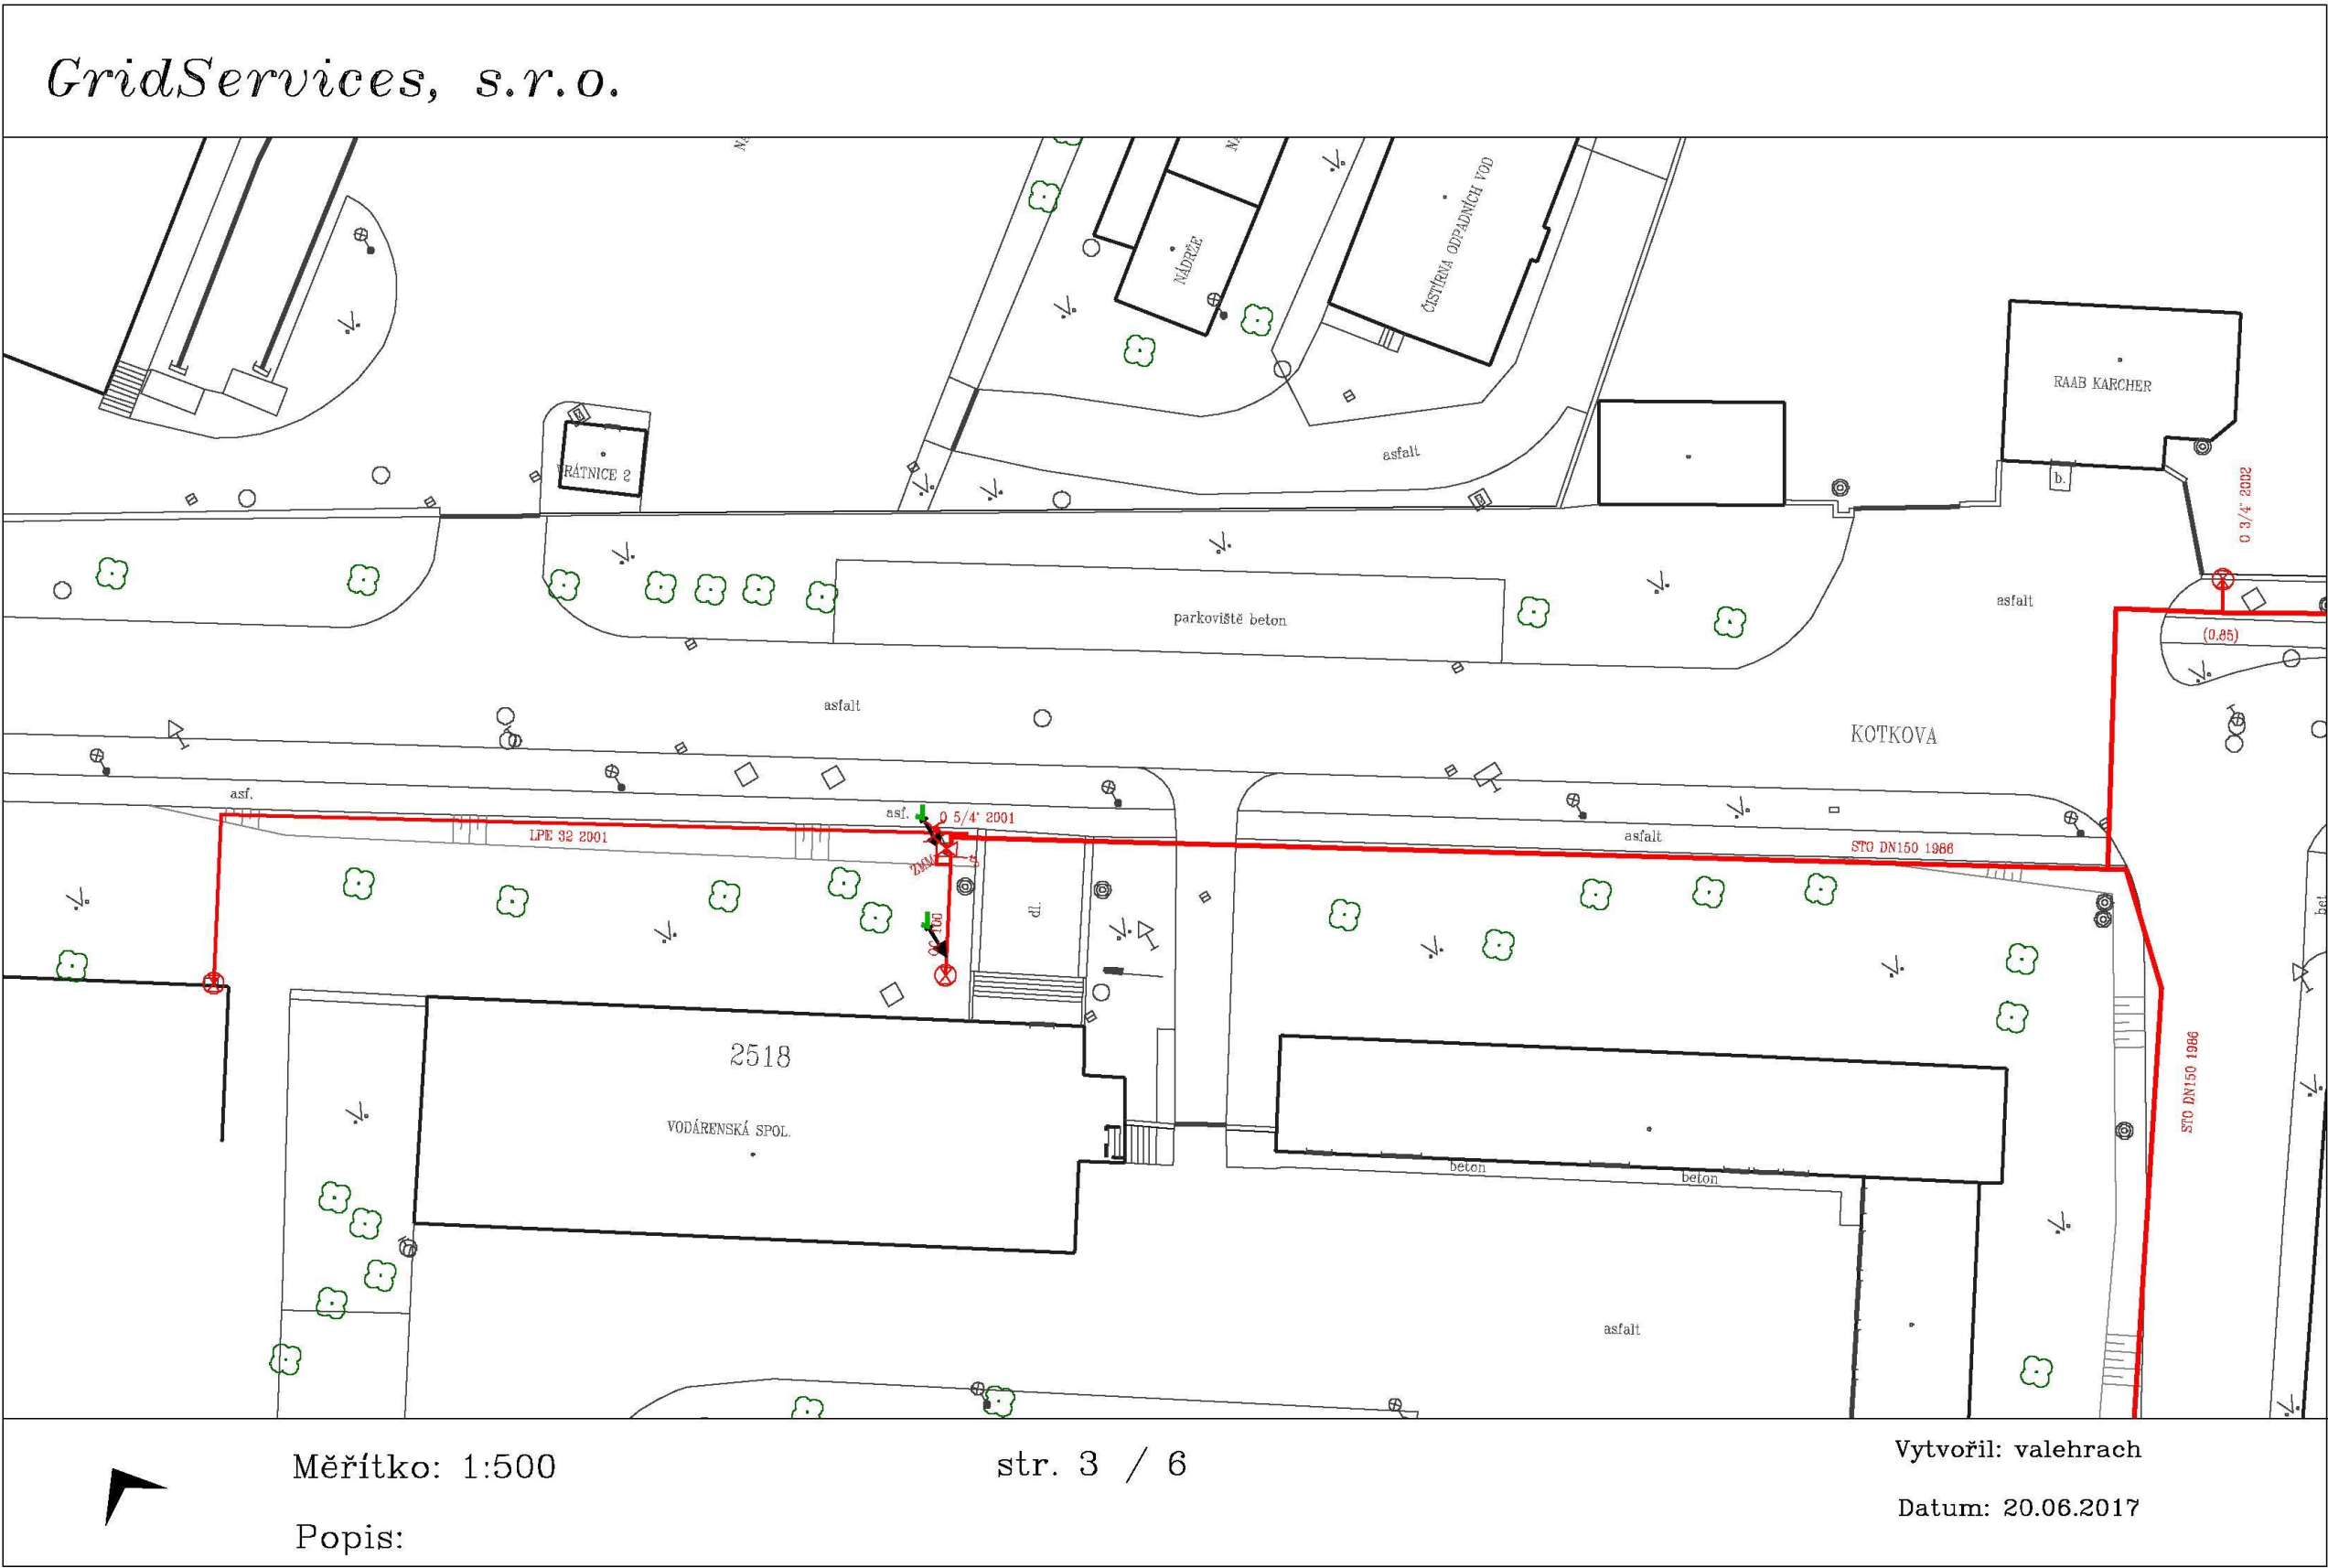 GridServices, s.r.o.
ČISTÍRNA ODPADNÍCH VOD
NÁDRŽE
RAAB KARCHER
b.
asfalt
VRÁTNICE 2
O 3/4" 2002
asfalt
parkoviště beton
(0.85)
asfalt
KOTKOVA
asf.
asf.
O 5/4" 2001
LPE 32 2001
asfalt
STO DN150 1986
dl.
2518
VODÁRENSKÁ SPOL.
STO DN150 1986
beton
beton
asfalt
Měřítko: 1:500
str. 3 / 6
Vytvořil: valehrach
Datum: 20.06.2017
Popis: